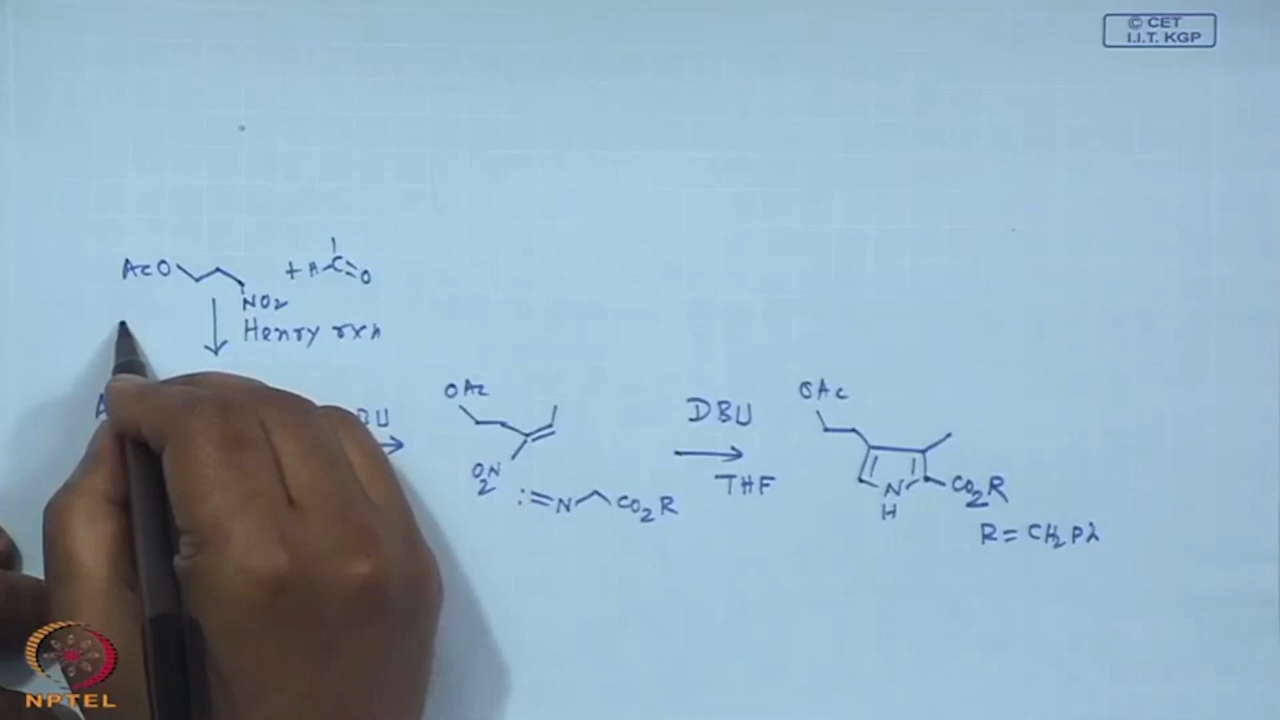 © CET
I.I.T. KGP
AcO
+ H-C=O
NO2
Henry rxn
OAc
O2N
:=N CO2R
DBU
THF
OAc
N
H
CO2R
R = CH2Ph
NPTEL